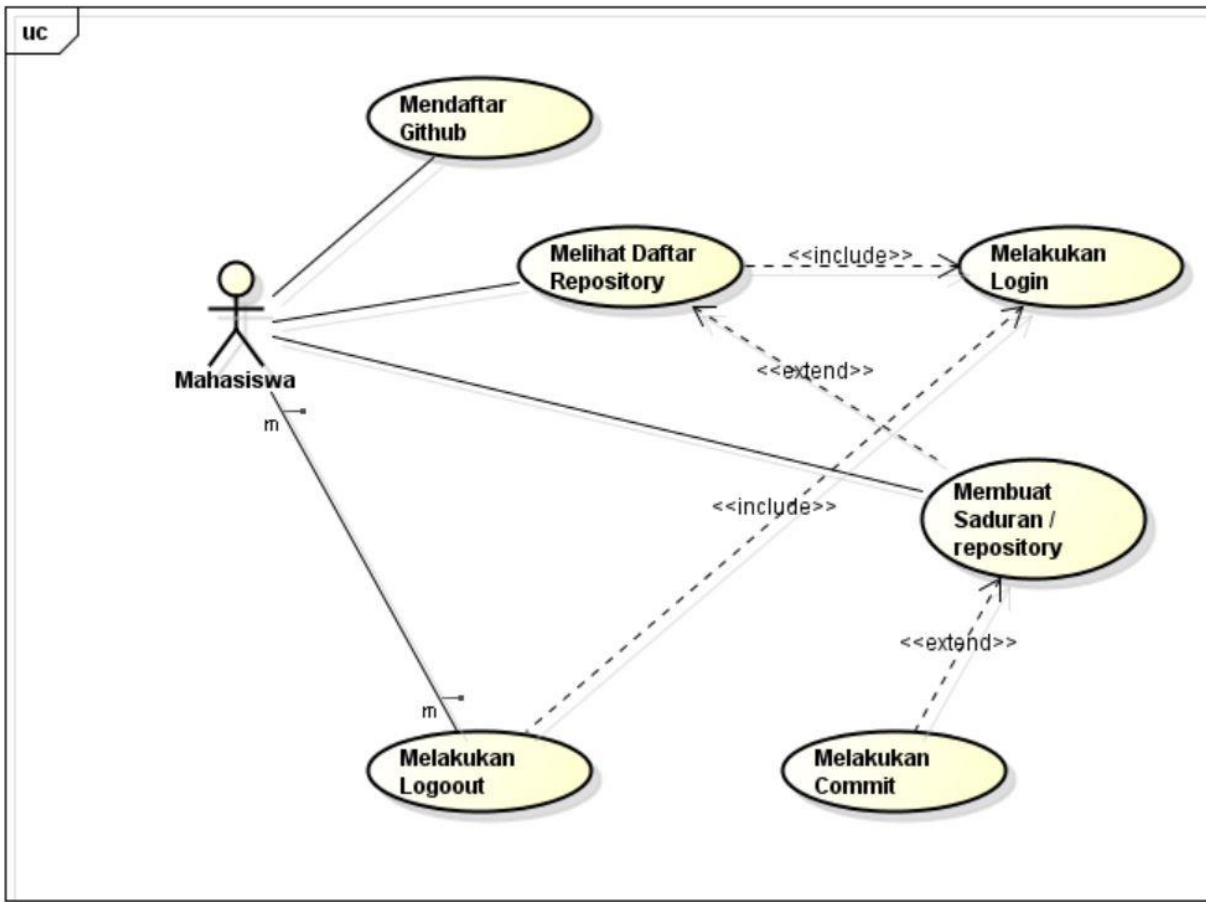 uc
Mendaftar
Github
Melihat Daftar
Repository
<<include>>
Melakukan
Login
Mahasiswa
<<extend>>
m
<<include>>
Membuat
Saduran /
repository
<<extend>>
m
Melakukan
Logoout
Melakukan
Commit